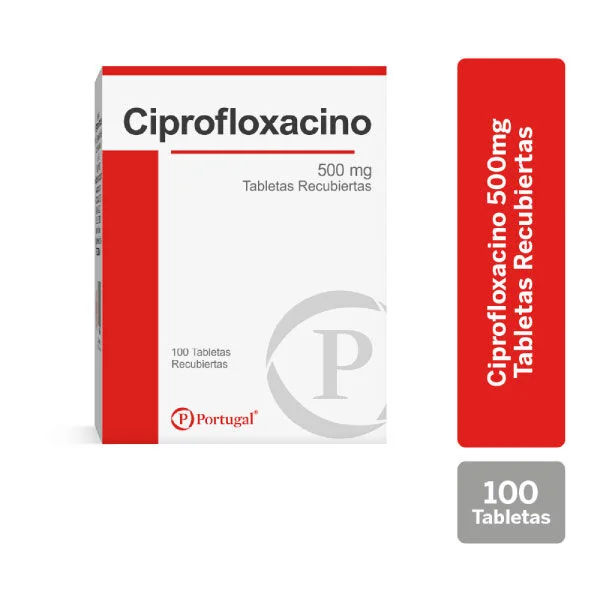 Ciprofloxacino
500 mg
Tabletas Recubiertas
100 Tabletas
Recubiertas
P Portugal®
P
Ciprofloxacino 500mg
Tabletas Recubiertas
100
Tabletas